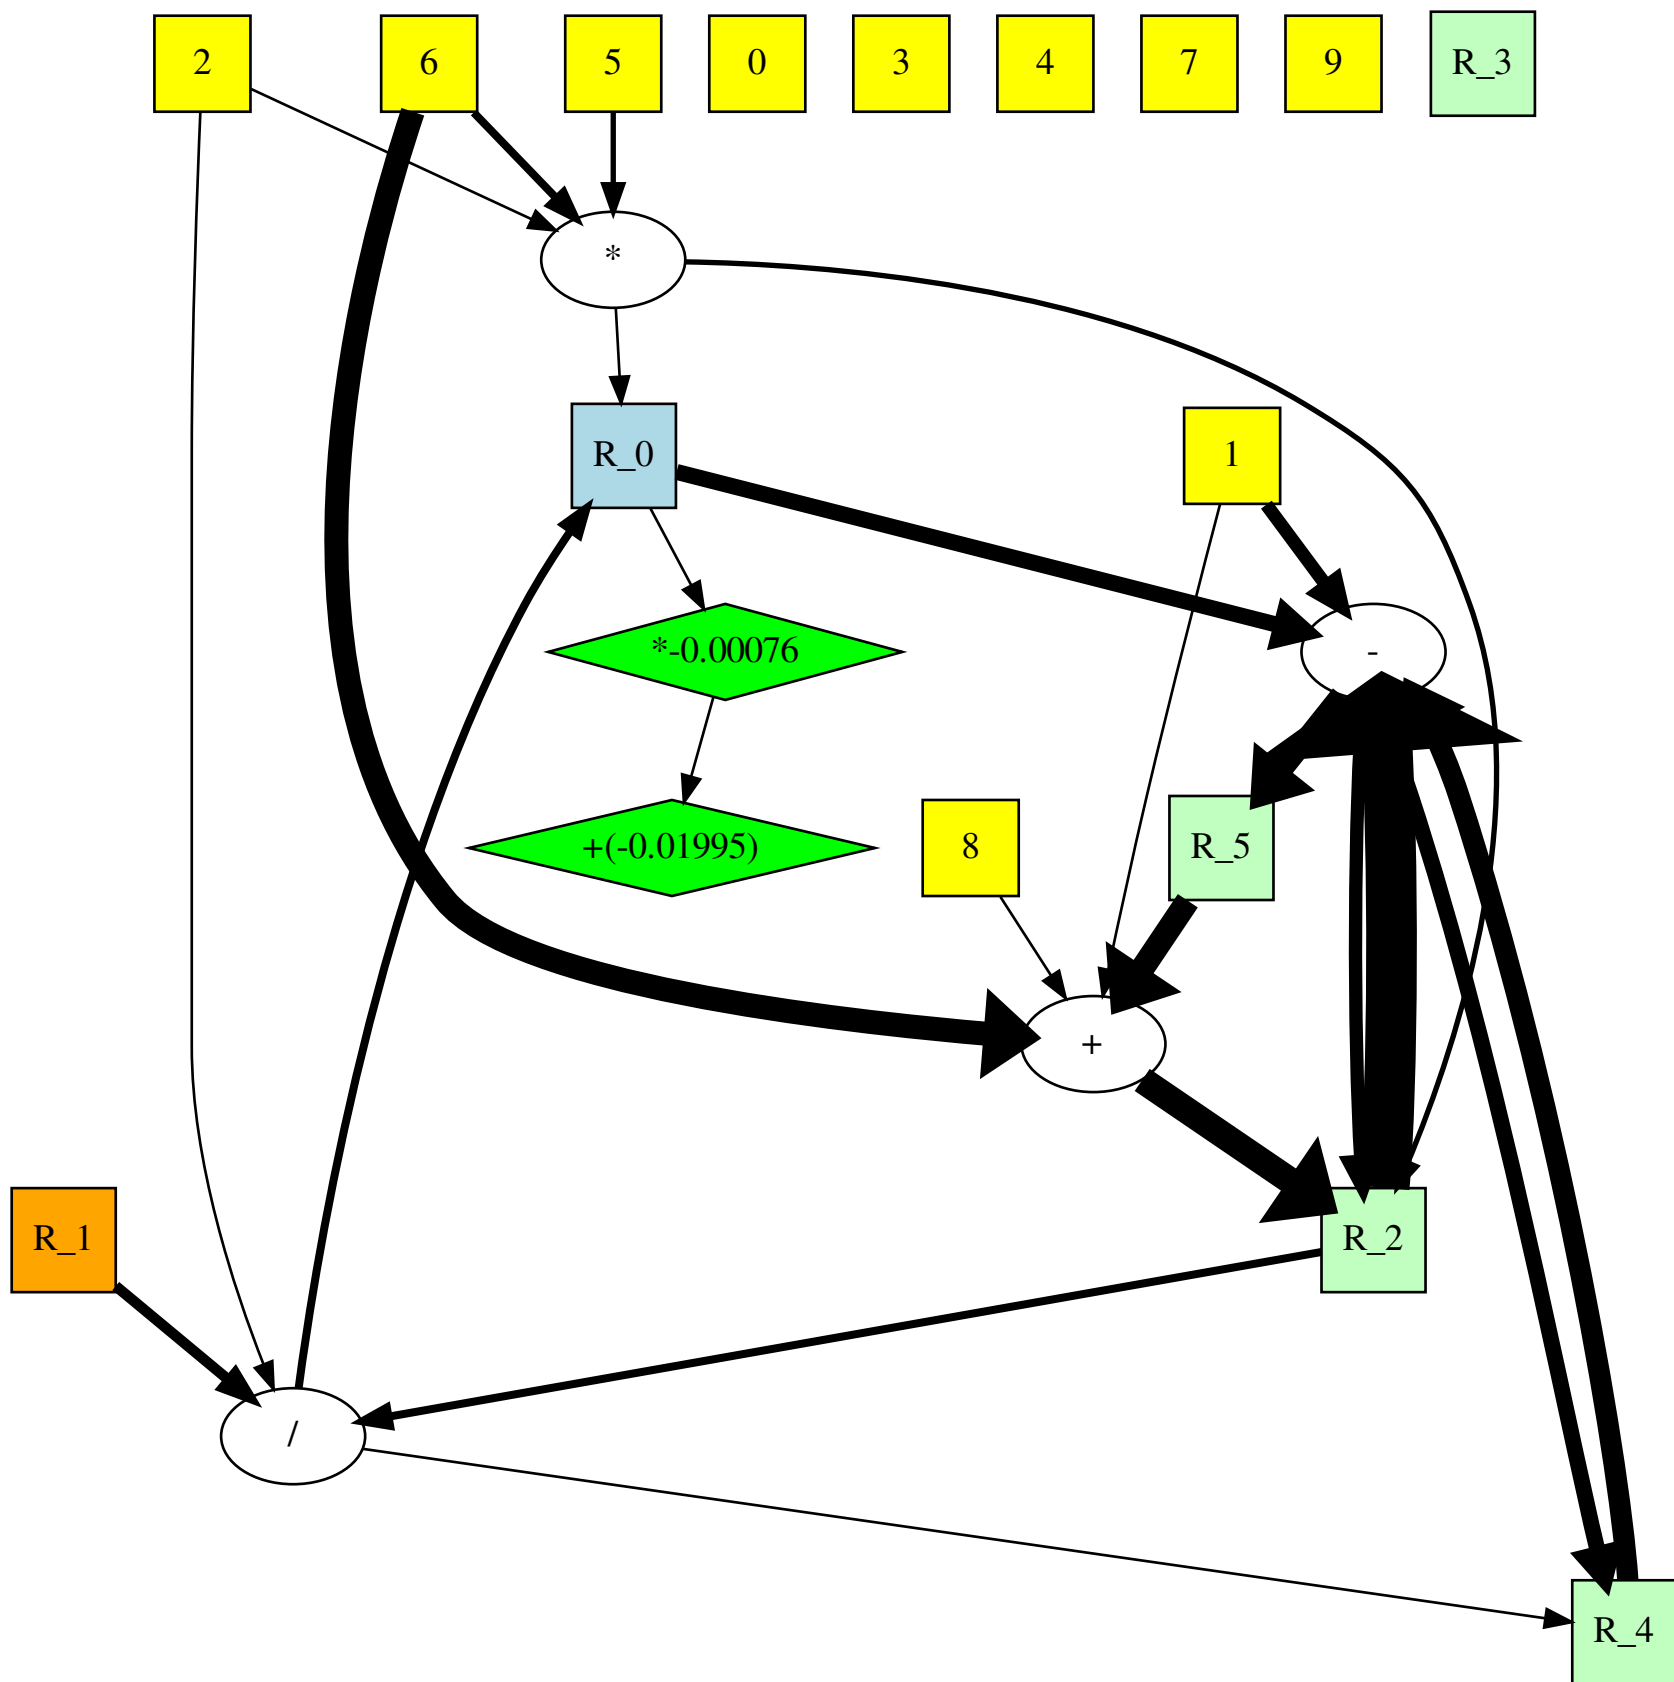 2
6
5
0
3
4
7
9
R_3
*
R_0
1
*-0.00076
-
+(-0.01995)
8
R_5
+
R_1
R_2
/
R_4